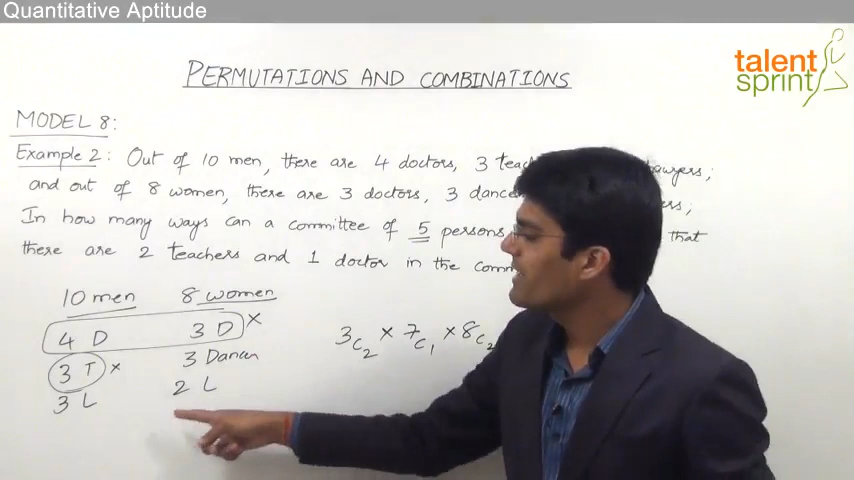 Quantitative Aptitude
talent
sprint
PERMUTATIONS AND COMBINATIONS
MODEL 8:
Example 2: Out of 10 men, there are 4 doctors, 3 lawyers;
and out of 8 women, there are 3 doctors, 3
In how many ways can a committee of 5 persons that
there are 2 teachers and 1 doctor in the
10 men 8 women
4 D 3 D x
3 T x 3 Dancer
3 L 2 L
3C2 x 7C1 x 8C2